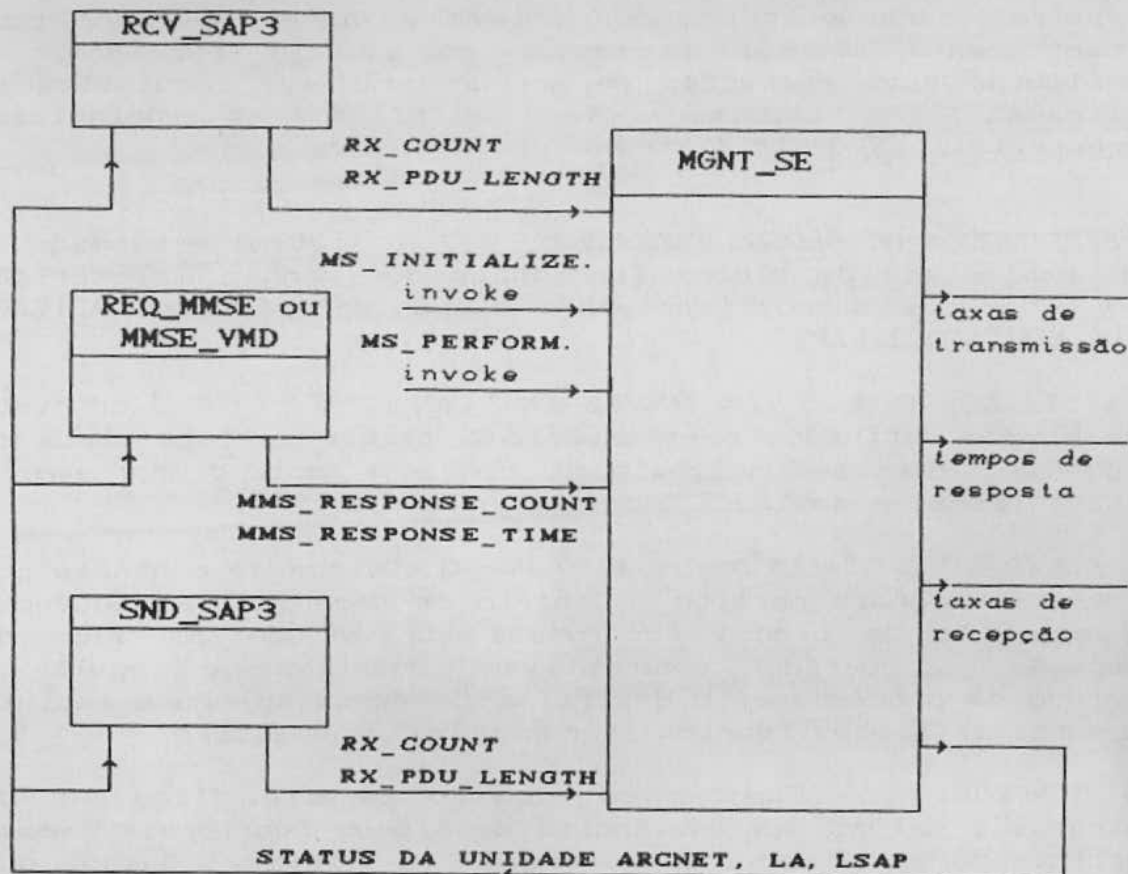 RCV_SAP3
RX_COUNT
RX_PDU_LENGTH
MGNT_SE
MS_INITIALIZE.
invoke
REQ_MMSE ou
MMSE_VMD
MS_PERFORM.
invoke
taxas de
transmissão
MMS_RESPONSE_COUNT
MMS_RESPONSE_TIME
tempos de
resposta
SND_SAP3
taxas de
recepção
RX_COUNT
RX_PDU_LENGTH
STATUS DA UNIDADE ARCNET, LA, LSAP